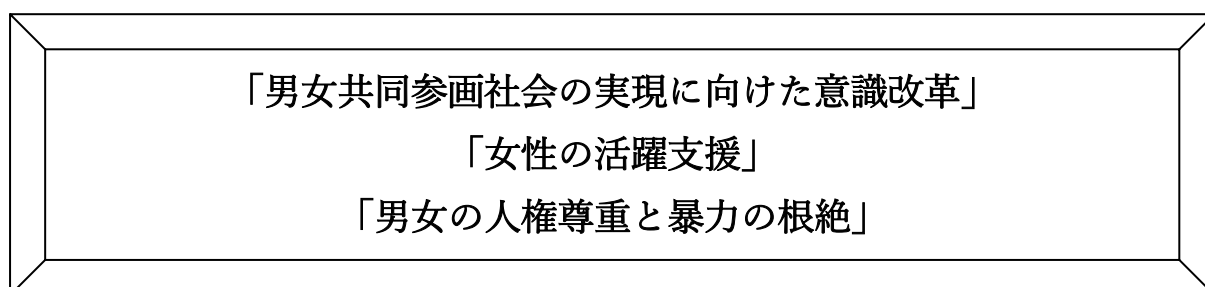 「男女共同参画社会の実現に向けた意識改革」
「女性の活躍支援」
「男女の人権尊重と暴力の根絶」